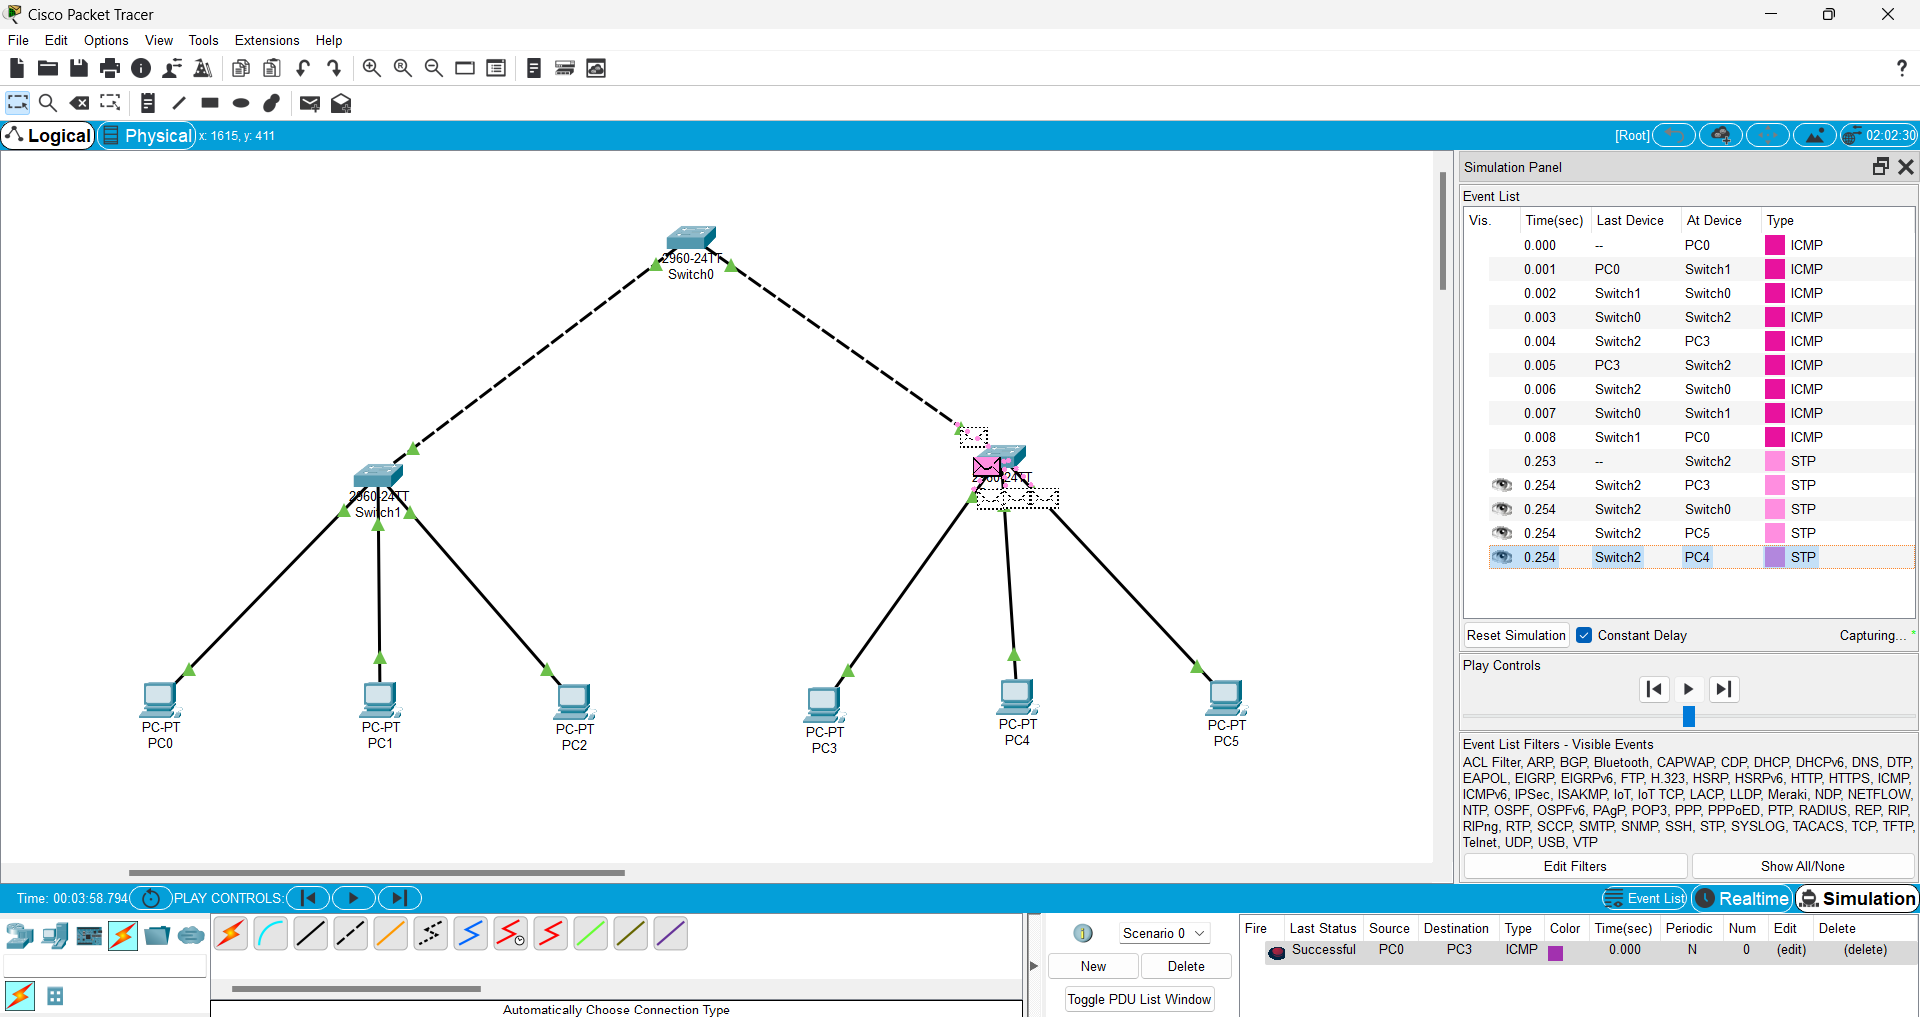 Cisco Packet Tracer
File Edit Options View Tools Extensions Help
Logical Physical x: 1615, y: 411 [Root] 02:02:30
Simulation Panel
Event List
Vis. Time(sec) Last Device At Device Type
0.000 -- PC0 ICMP
0.001 PC0 Switch1 ICMP
0.002 Switch1 Switch0 ICMP
0.003 Switch0 Switch2 ICMP
0.004 Switch2 PC3 ICMP
0.005 PC3 Switch2 ICMP
0.006 Switch2 Switch0 ICMP
0.007 Switch0 Switch1 ICMP
0.008 Switch1 PC0 ICMP
0.253 -- Switch2 STP
0.254 Switch2 PC3 STP
0.254 Switch2 Switch0 STP
0.254 Switch2 PC5 STP
0.254 Switch2 PC4 STP
Reset Simulation Constant Delay Capturing... *
Play Controls
Event List Filters - Visible Events
ACL Filter, ARP, BGP, Bluetooth, CAPWAP, CDP, DHCP, DHCPv6, DNS, DTP,
EAPOL, EIGRP, EIGRPv6, FTP, H.323, HSRP, HSRPv6, HTTP, HTTPS, ICMP,
ICMPv6, IPSec, ISAKMP, IoT, IoT TCP, LACP, LLDP, Meraki, NDP, NETFLOW,
NTP, OSPF, OSPFv6, PAgP, POP3, PPP, PPPoED, PTP, RADIUS, REP, RIP,
RIPng, RTP, SCCP, SMTP, SNMP, SSH, STP, SYSLOG, TACACS, TCP, TFTP,
Telnet, UDP, USB, VTP
Edit Filters Show All/None
2960-24TT
Switch0
2960-24TT
Switch1
PC-PT
PC0
PC-PT
PC1
PC-PT
PC2
PC-PT
PC3
PC-PT
PC4
PC-PT
PC5
Time: 00:03:58.794 PLAY CONTROLS: Event List Realtime Simulation
Scenario 0
New Delete
Toggle PDU List Window
Fire Last Status Source Destination Type Color Time(sec) Periodic Num Edit Delete
Successful PC0 PC3 ICMP 0.000 N 0 (edit) (delete)
Automatically Choose Connection Type